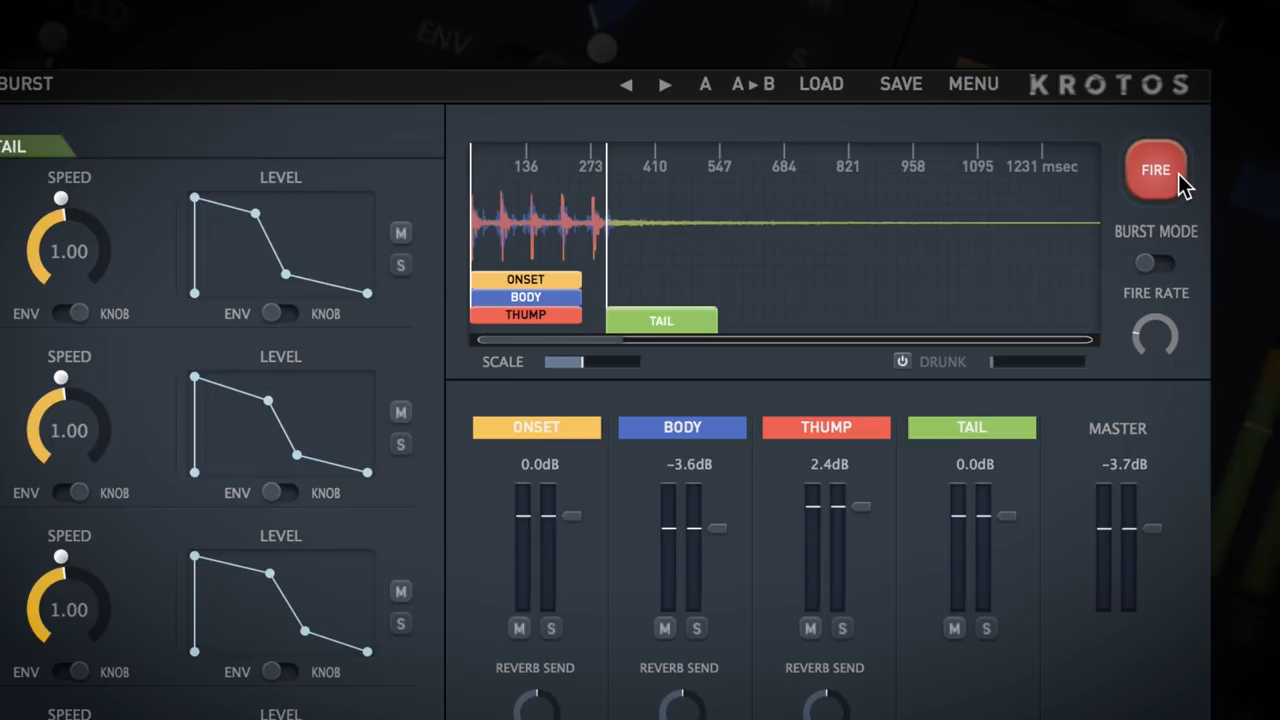 ENV
S
BURST
◀ ▶ A A▸B LOAD SAVE MENU KROTOS
TAIL
SPEED LEVEL
1.00
M
S
ENV KNOB ENV KNOB
SPEED LEVEL
1.00
M
S
ENV KNOB ENV KNOB
SPEED LEVEL
1.00
M
S
ENV KNOB ENV KNOB
SPEED LEVEL
136 273 410 547 684 821 958 1095 1231 msec
FIRE
ONSET
BODY
THUMP
TAIL
BURST MODE
FIRE RATE
SCALE DRUNK
ONSET BODY THUMP TAIL MASTER
0.0dB -3.6dB 2.4dB 0.0dB -3.7dB
M S M S M S M S
REVERB SEND REVERB SEND REVERB SEND